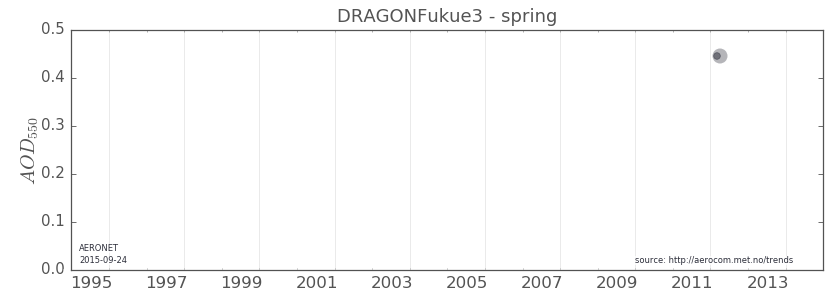 DRAGONFukue3 - spring
0.5
0.4
0.3
0.2
0.1
0.0
AOD550
AERONET
2015-09-24
source: http://aerocom.met.no/trends
1995 1997 1999 2001 2003 2005 2007 2009 2011 2013